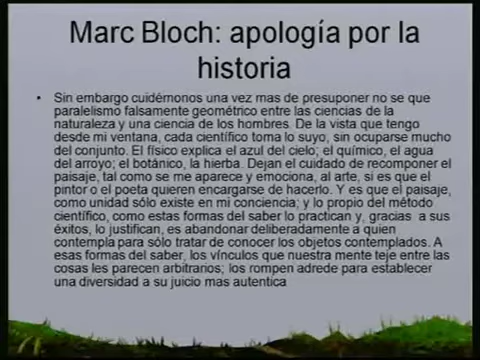 Marc Bloch: apología por la
historia
• Sin embargo cuidémonos una vez mas de presuponer no se que
paralelismo falsamente geométrico entre las ciencias de la
naturaleza y una ciencia de los hombres. De la vista que tengo
desde mi ventana, cada científico toma lo suyo, sin ocuparse mucho
del conjunto. El físico explica el azul del cielo; el químico, el agua
del arroyo; el botánico, la hierba. Dejan el cuidado de recomponer el
paisaje, tal como se me aparece y emociona, al arte, si es que el
pintor o el poeta quieren encargarse de hacerlo. Y es que el paisaje,
como unidad sólo existe en mi conciencia; y lo propio del método
científico, como estas formas del saber lo practican y, gracias a sus
éxitos, lo justifican, es abandonar deliberadamente a quien
contempla para sólo tratar de conocer los objetos contemplados. A
esas formas del saber, los vínculos que nuestra mente teje entre las
cosas les parecen arbitrarios; los rompen adrede para establecer
una diversidad a su juicio mas autentica